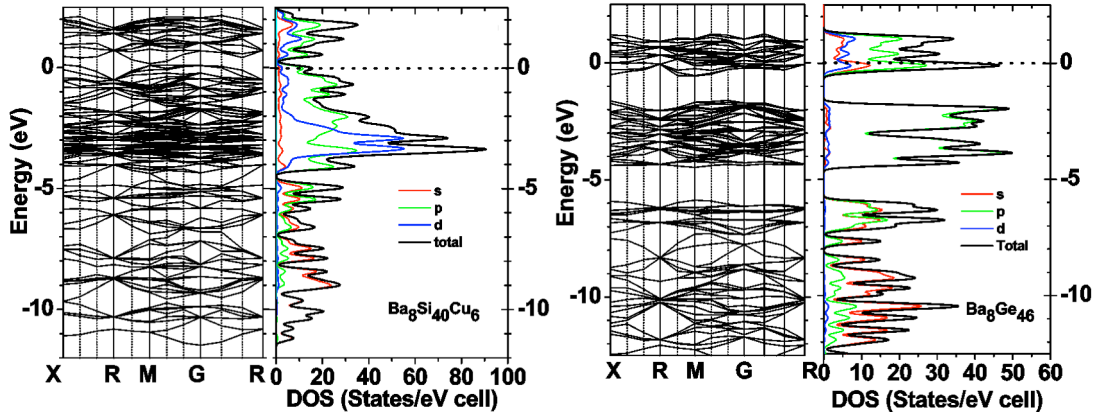 0
-5
-10
Energy (eV)
X R M G R
0
-5
-10
s
p
d
total
Ba8Si40Cu6
0 20 40 60 80 100
DOS (States/eV cell)
0
-5
-10
Energy (eV)
X R M G R
0
-5
-10
s
p
d
Total
Ba8Ge46
0 10 20 30 40 50 60
DOS (States/eV cell)